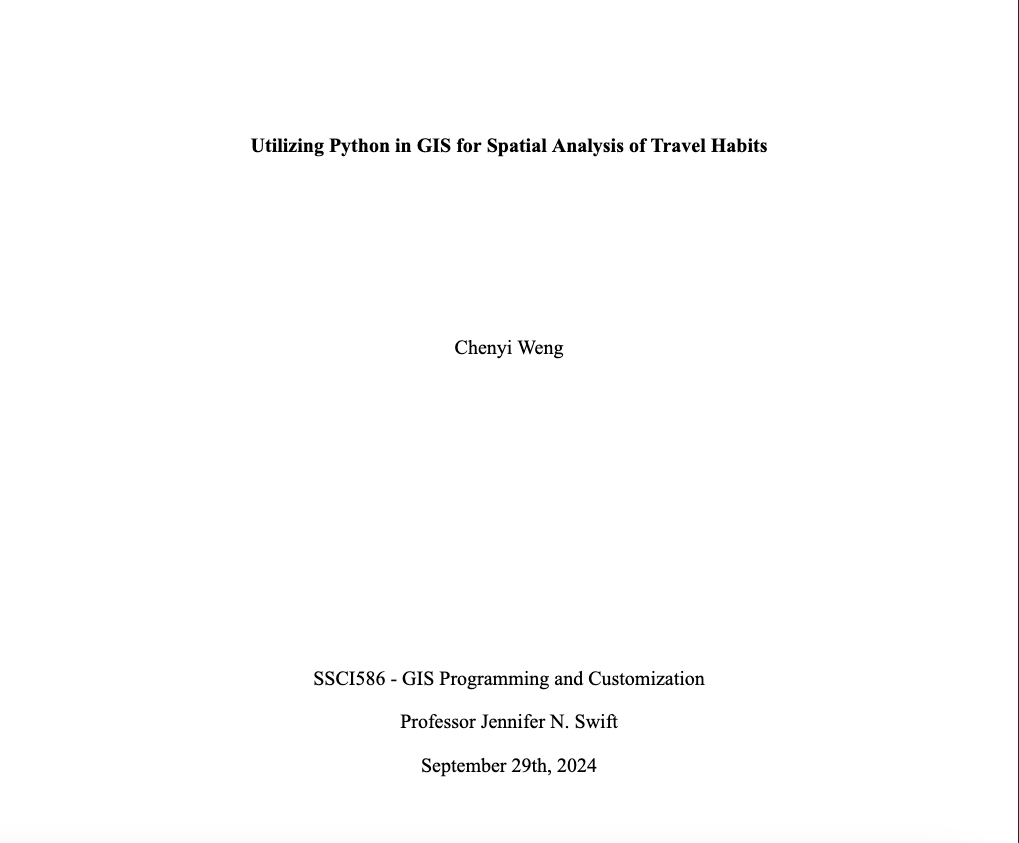 Utilizing Python in GIS for Spatial Analysis of Travel Habits
Chenyi Weng
SSCI586 - GIS Programming and Customization
Professor Jennifer N. Swift
September 29th, 2024